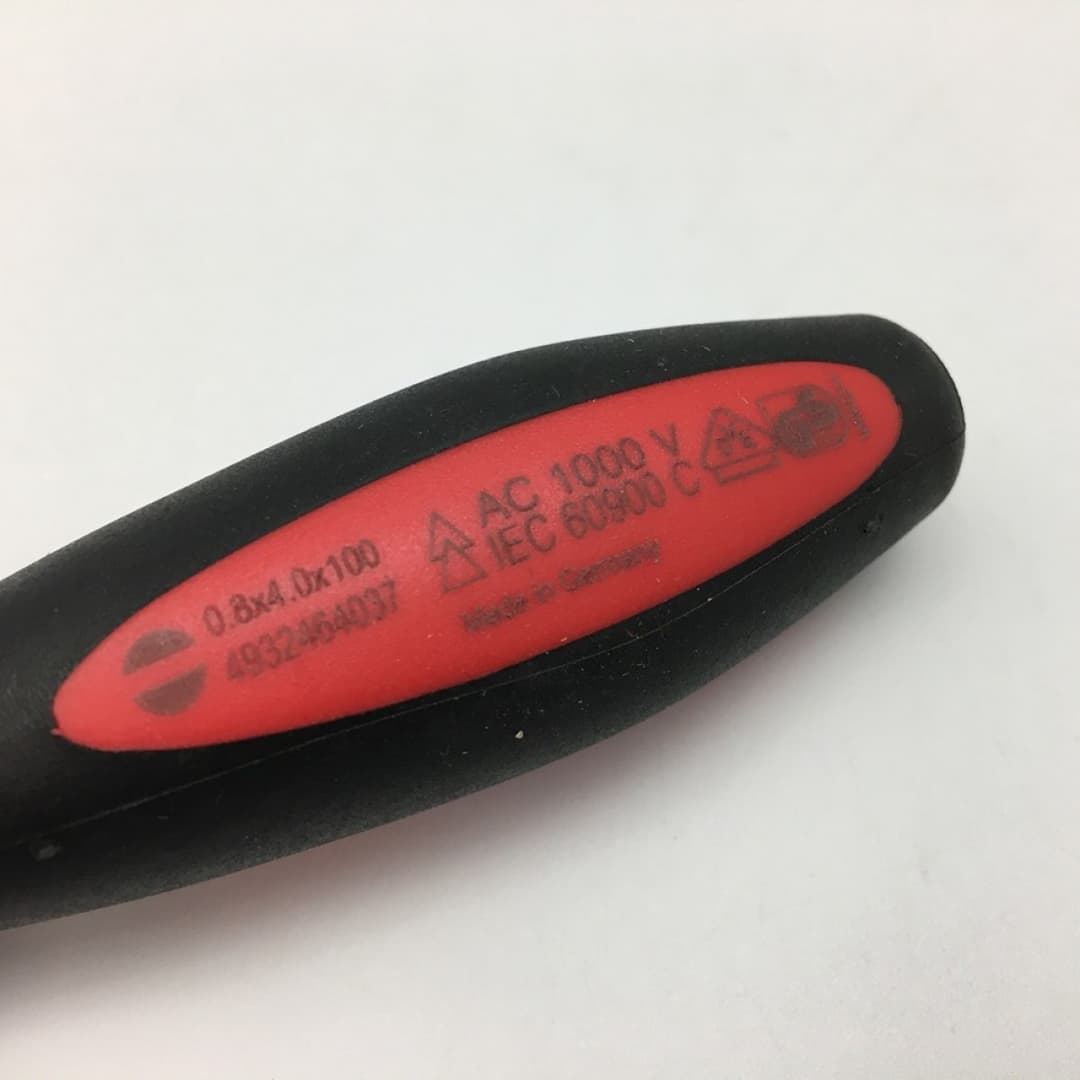 0.8x4.0x100
4932464037
AC 1000 V
IEC 60900 C
Made in Germany